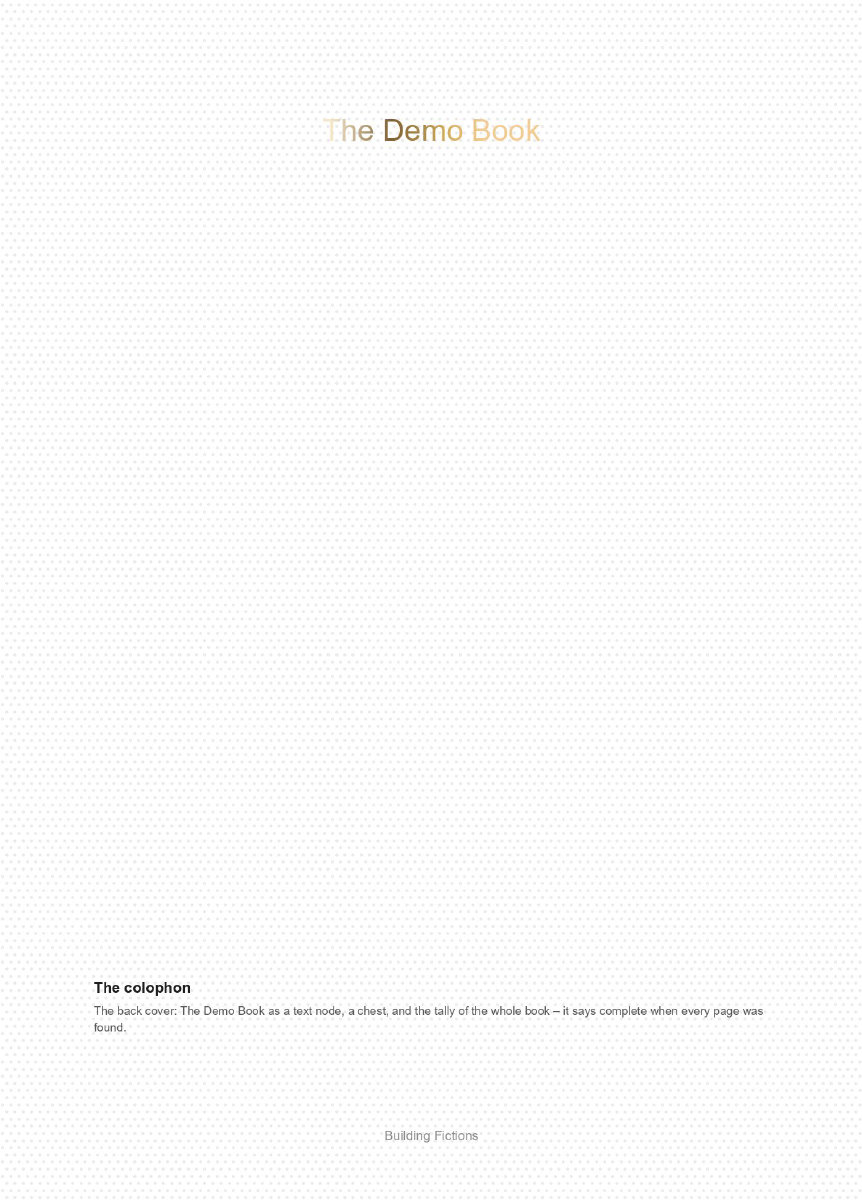 The Demo Book
The colophon
The back cover: The Demo Book as a text node, a chest, and the tally of the whole book – it says complete when every page was
found.
Building Fictions